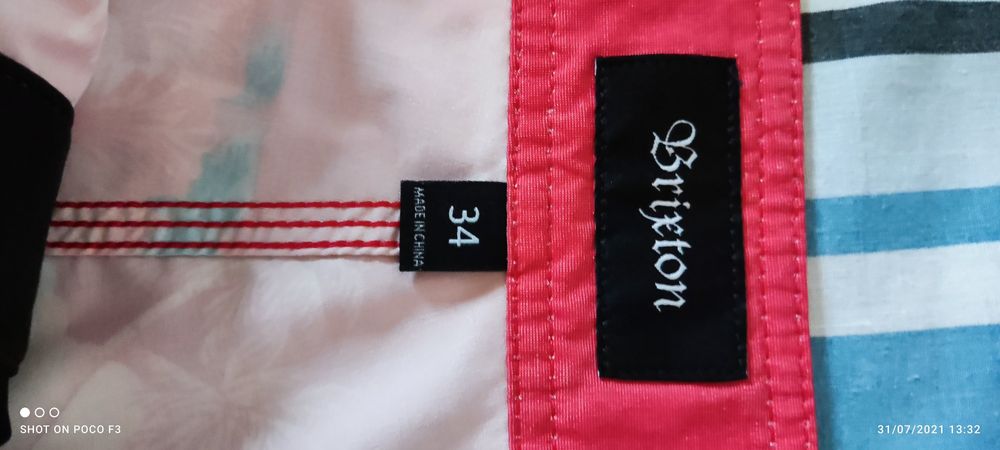 Brixton
34
MADE IN CHINA
SHOT ON POCO F3
31/07/2021 13:32